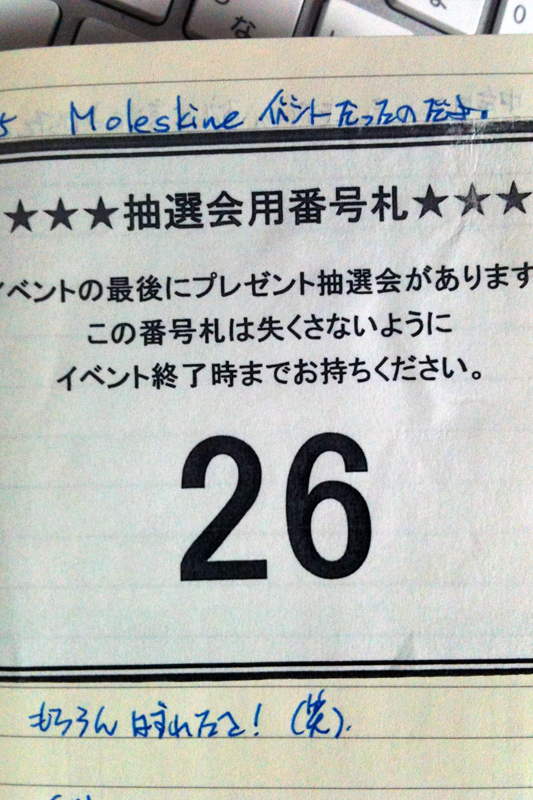 5 Moleskine イベントだったのだよ。
★★★抽選会用番号札★★★
イベントの最後にプレゼント抽選会があります
この番号札は失くさないように
イベント終了時までお持ちください。
26
もちろんはずれたさ！（笑）.